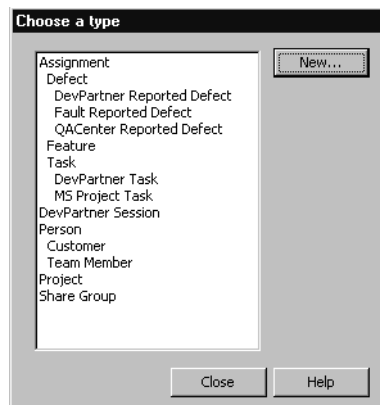 Choose a type
Assignment
Defect
DevPartner Reported Defect
Fault Reported Defect
QACenter Reported Defect
Feature
Task
DevPartner Task
MS Project Task
DevPartner Session
Person
Customer
Team Member
Project
Share Group
New...
Close
Help